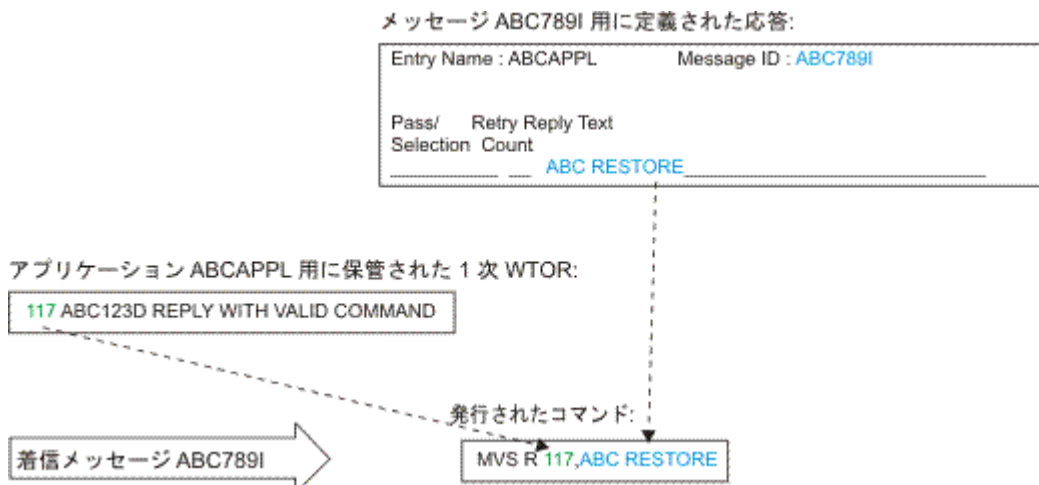 メッセージ ABC789I 用に定義された応答:
Entry Name : ABCAPPL Message ID : ABC789I
Pass/ Retry Reply Text
Selection Count
ABC RESTORE
アプリケーション ABCAPPL 用に保管された 1 次 WTOR:
117 ABC123D REPLY WITH VALID COMMAND
発行されたコマンド:
着信メッセージ ABC789I
MVS R 117,ABC RESTORE